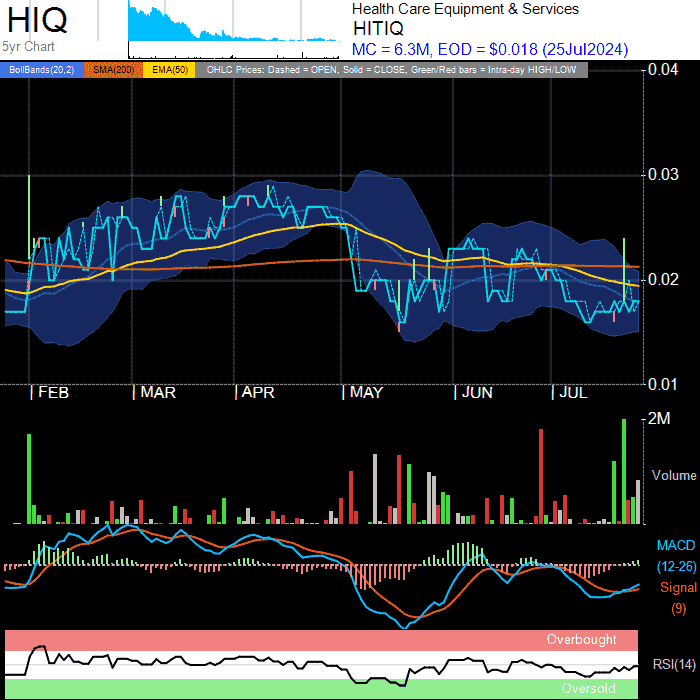 HIQ
5yr Chart
Health Care Equipment & Services
HITIQ
MC = 6.3M, EOD = $0.018 (25Jul2024)
BollBands(20,2) SMA(200) EMA(50) OHLC Prices: Dashed = OPEN, Solid = CLOSE, Green/Red bars = Intra-day HIGH/LOW
0.04
0.03
0.02
0.01
| FEB | MAR | APR | MAY | JUN | JUL
2M
Volume
MACD
(12-26)
Signal
(9)
Overbought
RSI(14)
Oversold